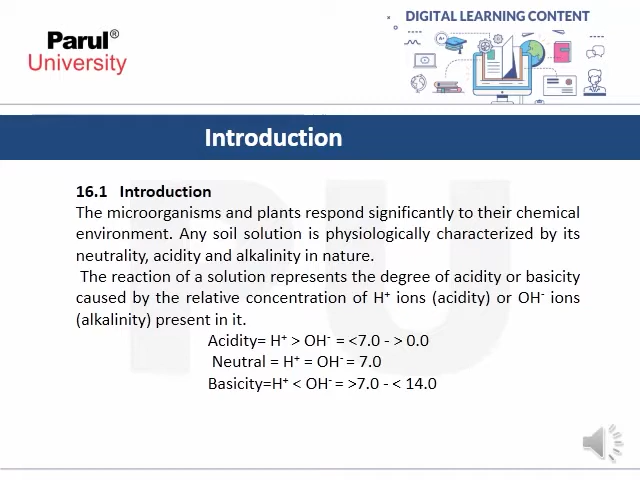 Parul®
University
DIGITAL LEARNING CONTENT
A+
Introduction
16.1 Introduction
The microorganisms and plants respond significantly to their chemical
environment. Any soil solution is physiologically characterized by its
neutrality, acidity and alkalinity in nature.
The reaction of a solution represents the degree of acidity or basicity
caused by the relative concentration of H⁺ ions (acidity) or OH⁻ ions
(alkalinity) present in it.
Acidity= H⁺ > OH⁻ = <7.0 - > 0.0
Neutral = H⁺ = OH⁻ = 7.0
Basicity=H⁺ < OH⁻ = >7.0 - < 14.0
PU